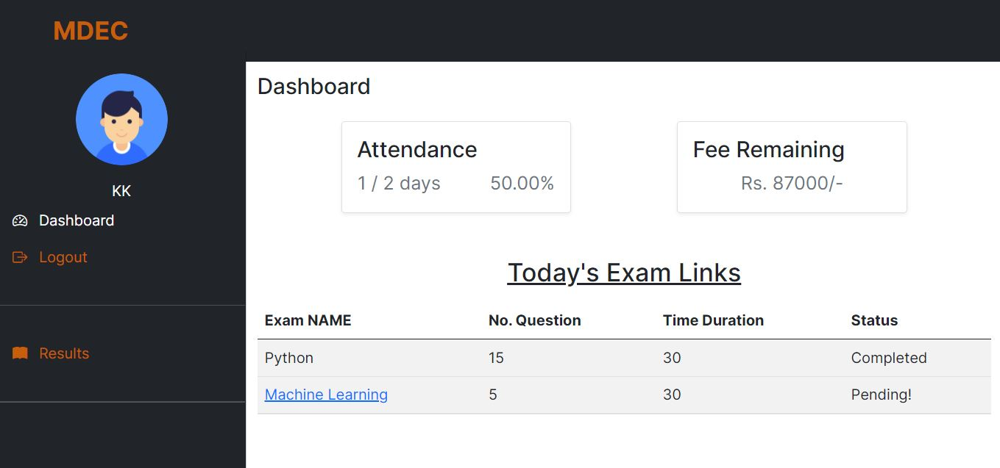 MDEC
KK
Dashboard
Logout
Results
Dashboard
Attendance
1 / 2 days 50.00%
Fee Remaining
Rs. 87000/-
Today's Exam Links
Exam NAME No. Question Time Duration Status
Python 15 30 Completed
Machine Learning 5 30 Pending!